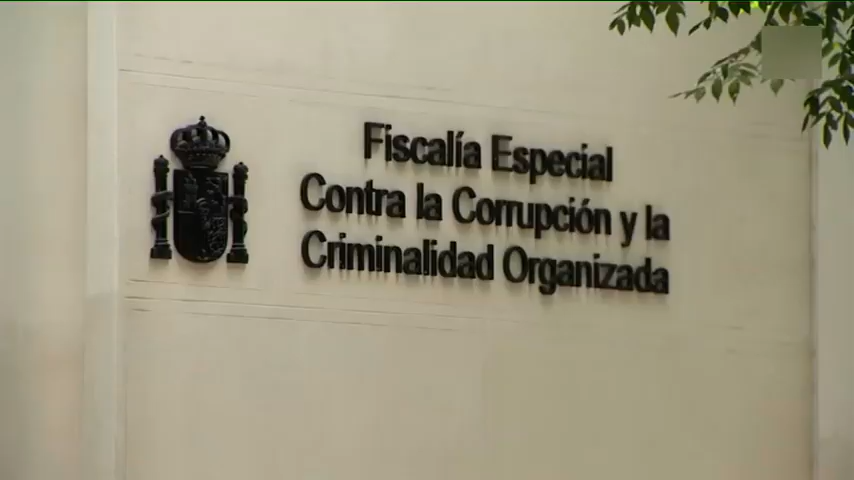 Fiscalía Especial
Contra la Corrupción y la
Criminalidad Organizada